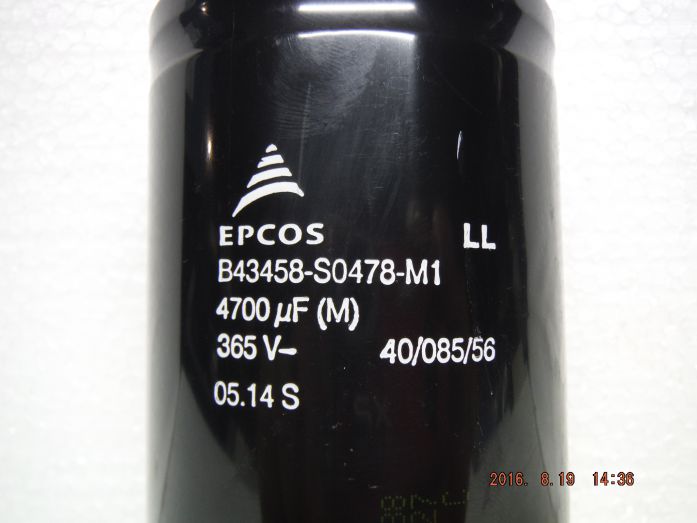 EPCOS LL
B43458-S0478-M1
4700 µF (M)
365 V– 40/085/56
05.14 S
2016. 8.19 14:36